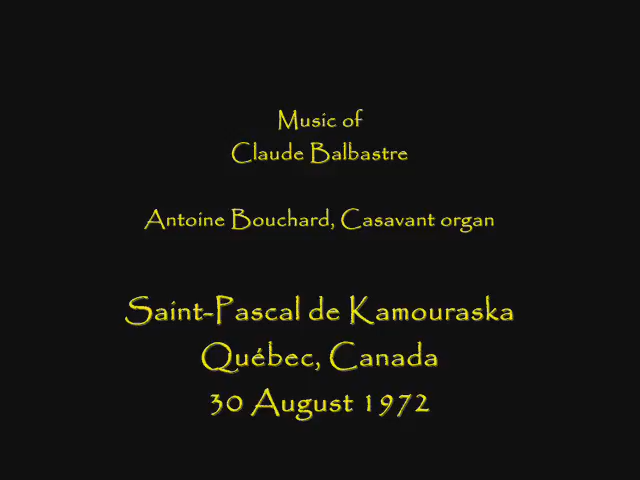 Music of
Claude Balbastre
Antoine Bouchard, Casavant organ
Saint-Pascal de Kamouraska
Québec, Canada
30 August 1972